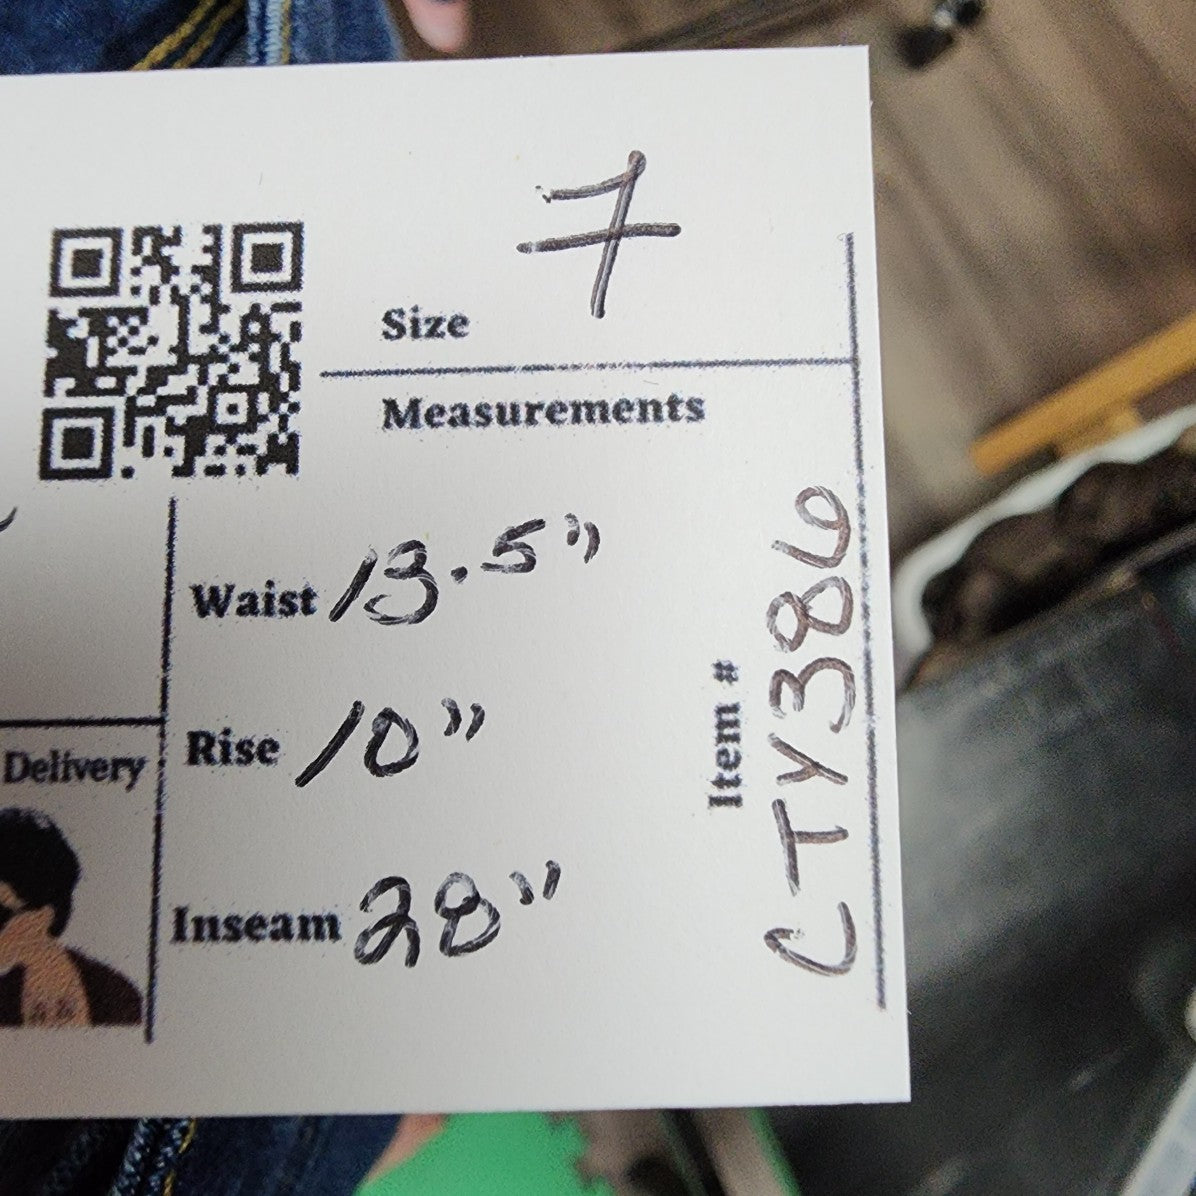 Size 7
Measurements
Waist 13.5"
Rise 10"
Inseam 28"
Delivery
Item #
CTY386